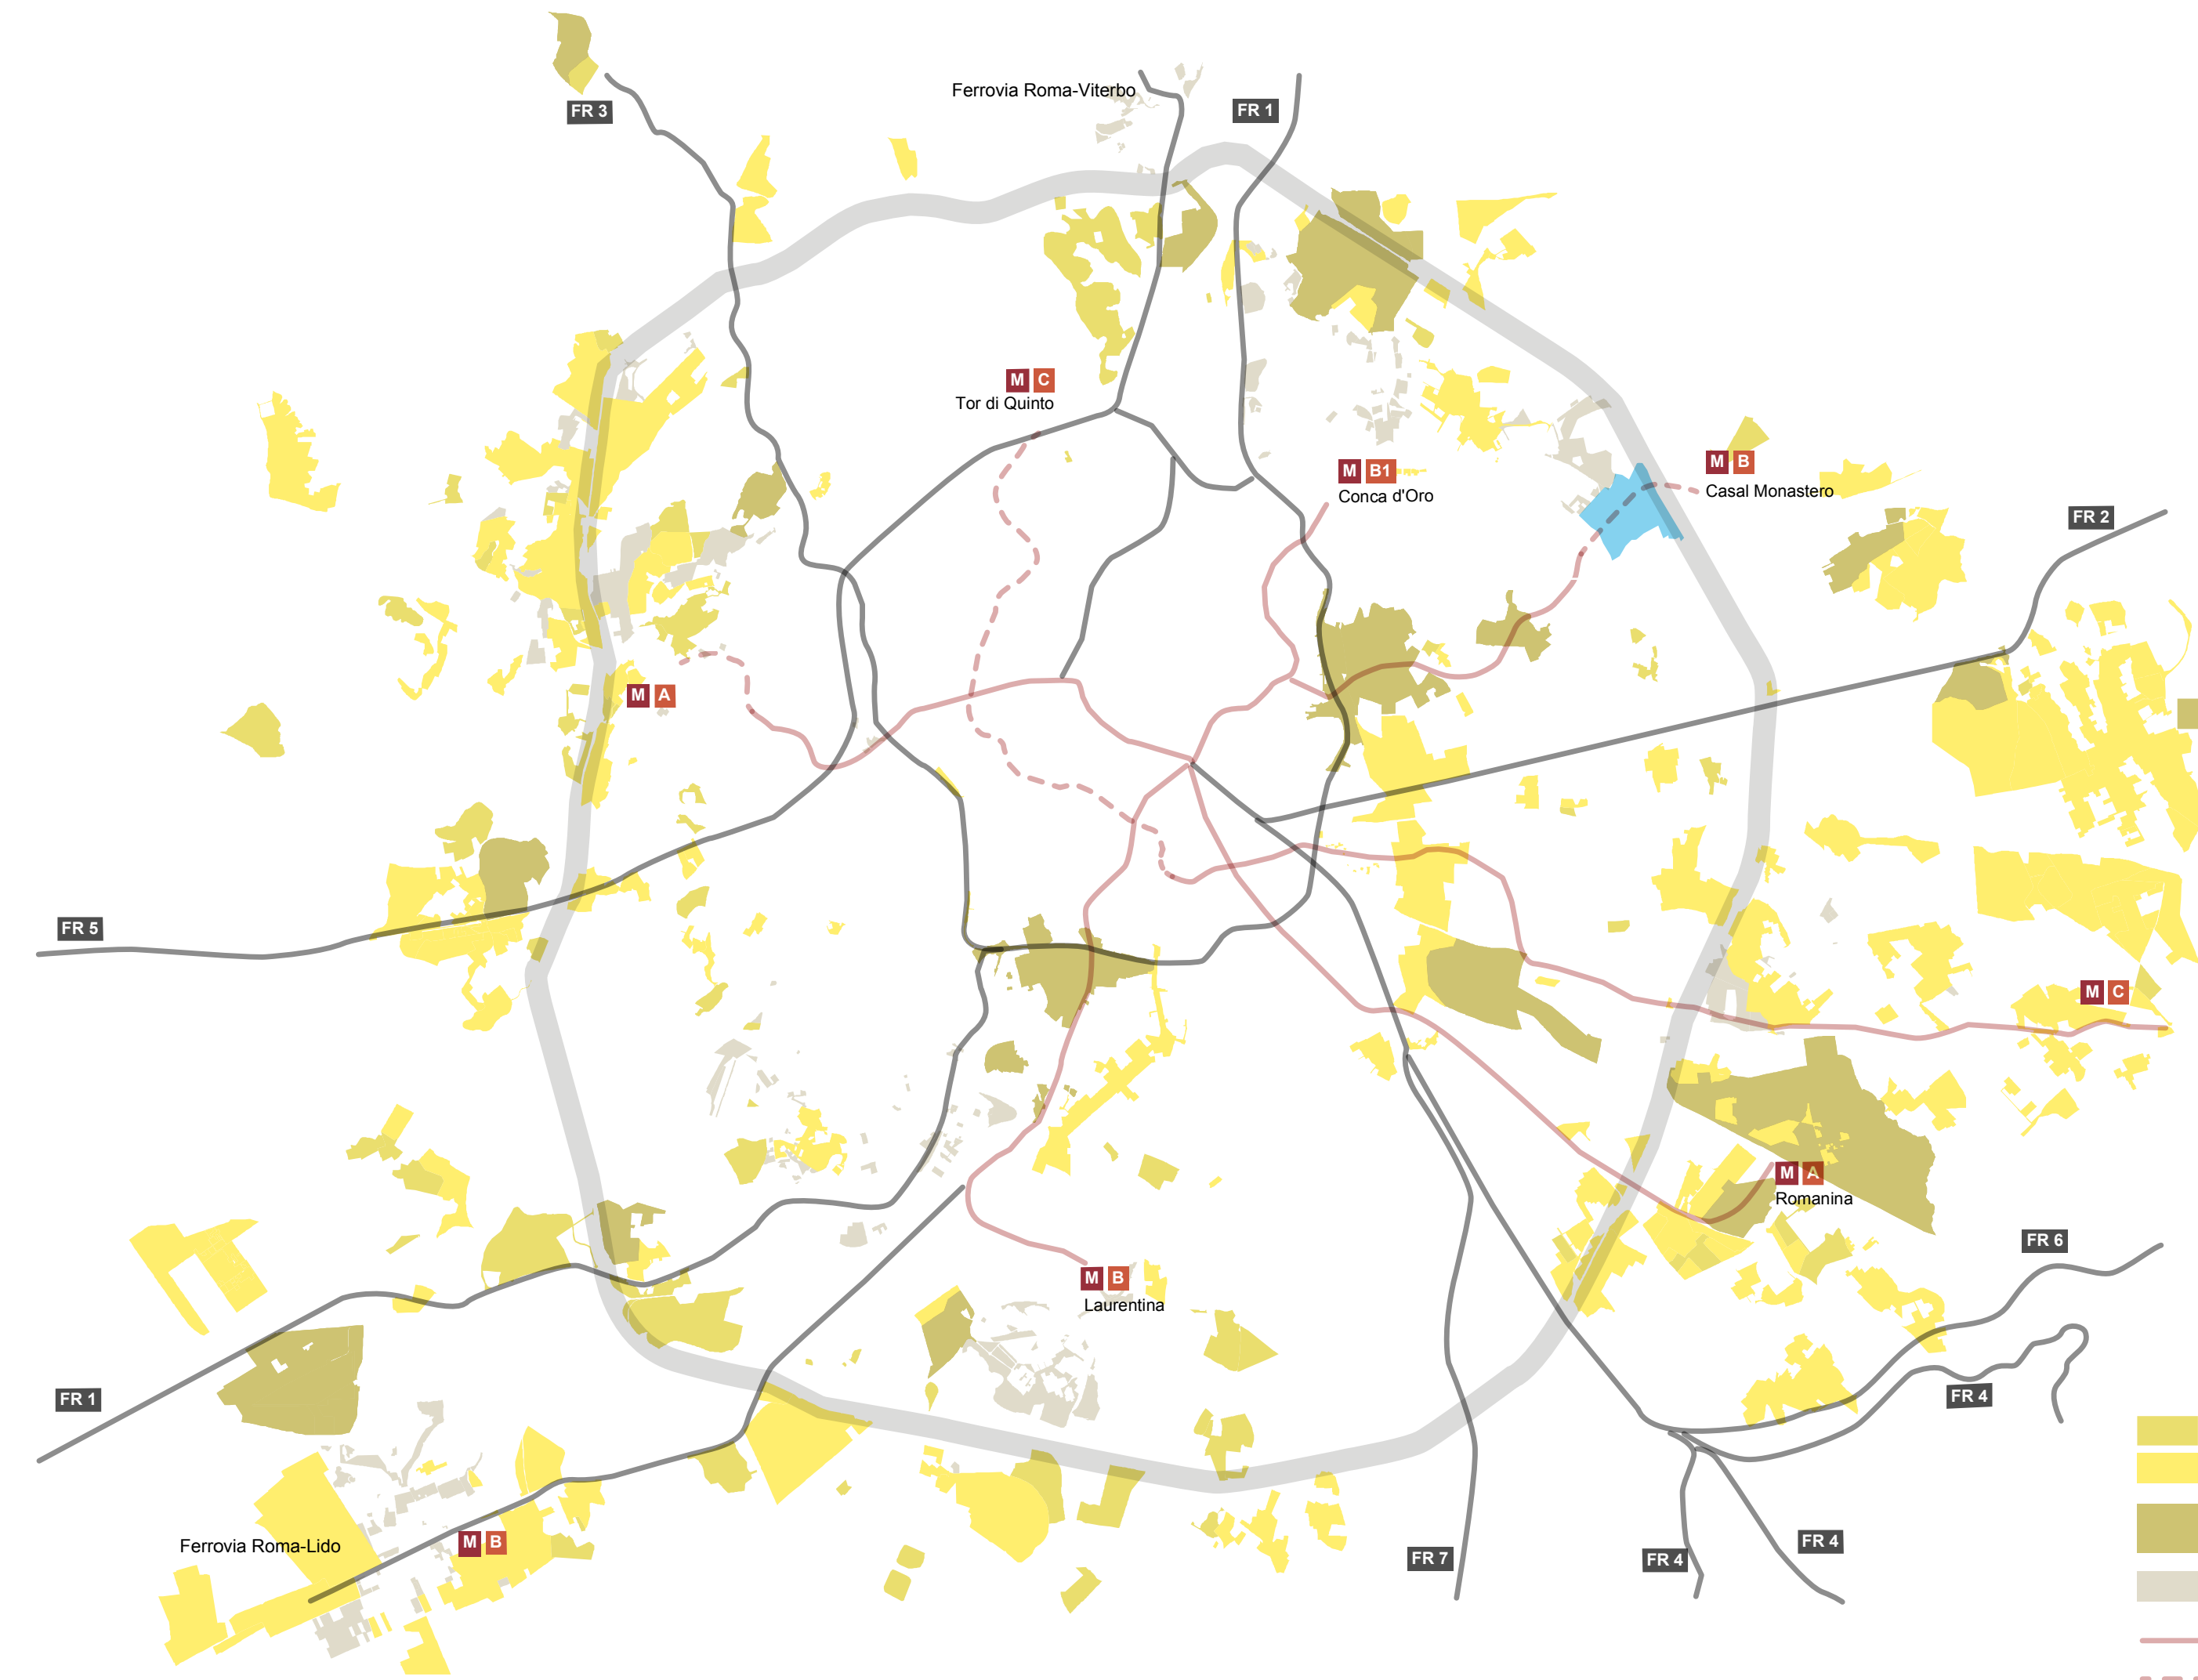 Ferrovia Roma-Viterbo
FR 1
FR 3
M C
Tor di Quinto
M B1
Conca d'Oro
M B
Casal Monastero
FR 2
M A
FR 5
M C
M A
Romanina
FR 6
M B
Laurentina
FR 1
FR 4
Ferrovia Roma-Lido
M B
FR 7
FR 4
FR 4